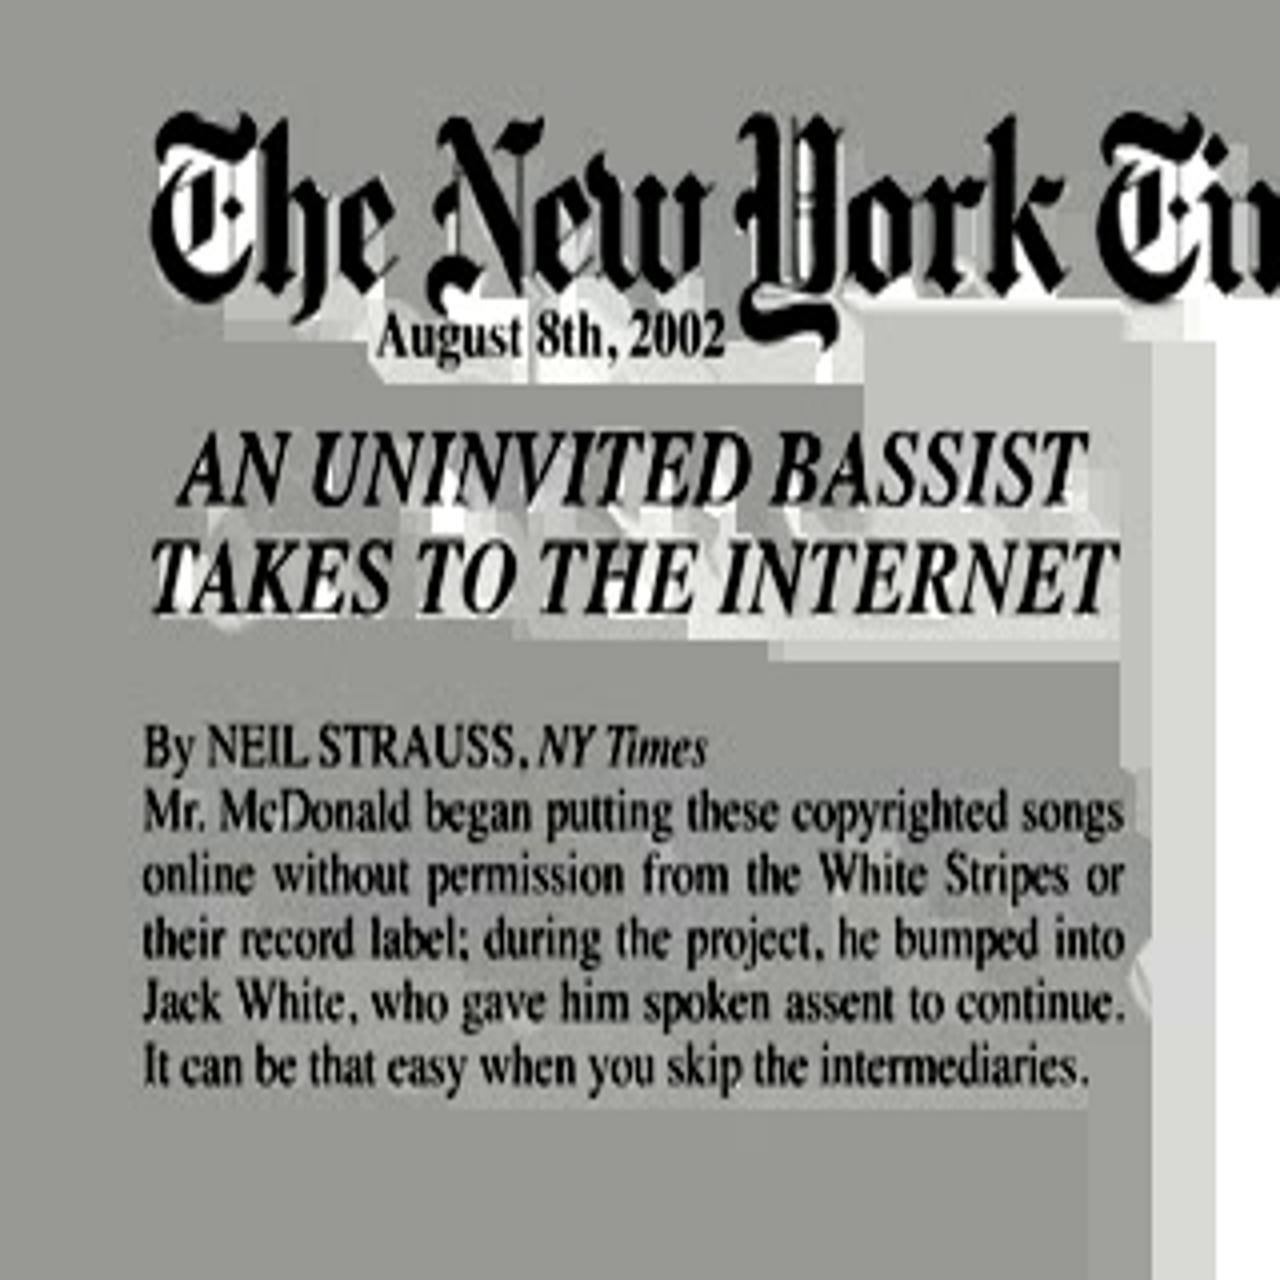 The New York Tim
August 8th, 2002
AN UNINVITED BASSIST
TAKES TO THE INTERNET
By NEIL STRAUSS, NY Times
Mr. McDonald began putting these copyrighted songs
online without permission from the White Stripes or
their record label; during the project, he bumped into
Jack White, who gave him spoken assent to continue.
It can be that easy when you skip the intermediaries.